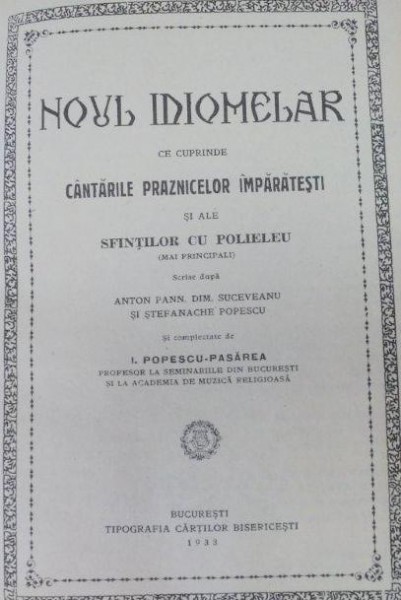 NOUL IDIOMELAR
CE CUPRINDE
CÂNTĂRILE PRAZNICELOR ÎMPĂRĂTEȘTI
ȘI ALE
SFINȚILOR CU POLIELEU
(MAI PRINCIPALI)
Scrise după
ANTON PANN. DIM. SUCEVEANU
ȘI ȘTEFANACHE POPESCU
Și complectate de
I. POPESCU-PASĂREA
PROFESOR LA SEMINARIILE DIN BUCUREȘTI
ȘI LA ACADEMIA DE MUZICĂ RELIGIOASĂ
BUCUREȘTI
TIPOGRAFIA CĂRȚILOR BISERICEȘTI
1933